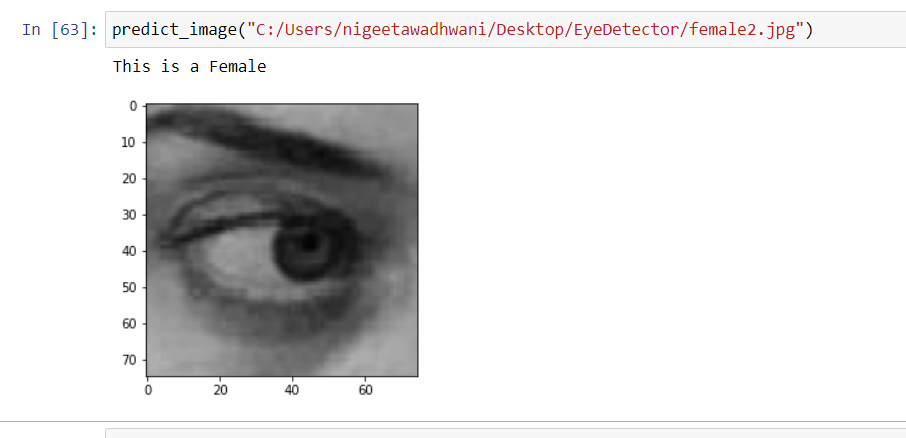 In [63]: predict_image("C:/Users/nigeetawadhwani/Desktop/EyeDetector/female2.jpg")
This is a Female
0
10
20
30
40
50
60
70
0 20 40 60